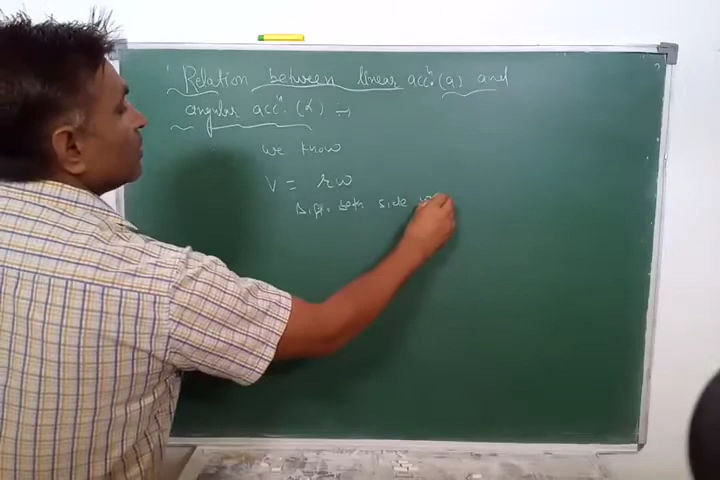 Relation between linear accⁿ. (a) and
angular accⁿ. (α) :-
We know
V = rω
Diff. both side w